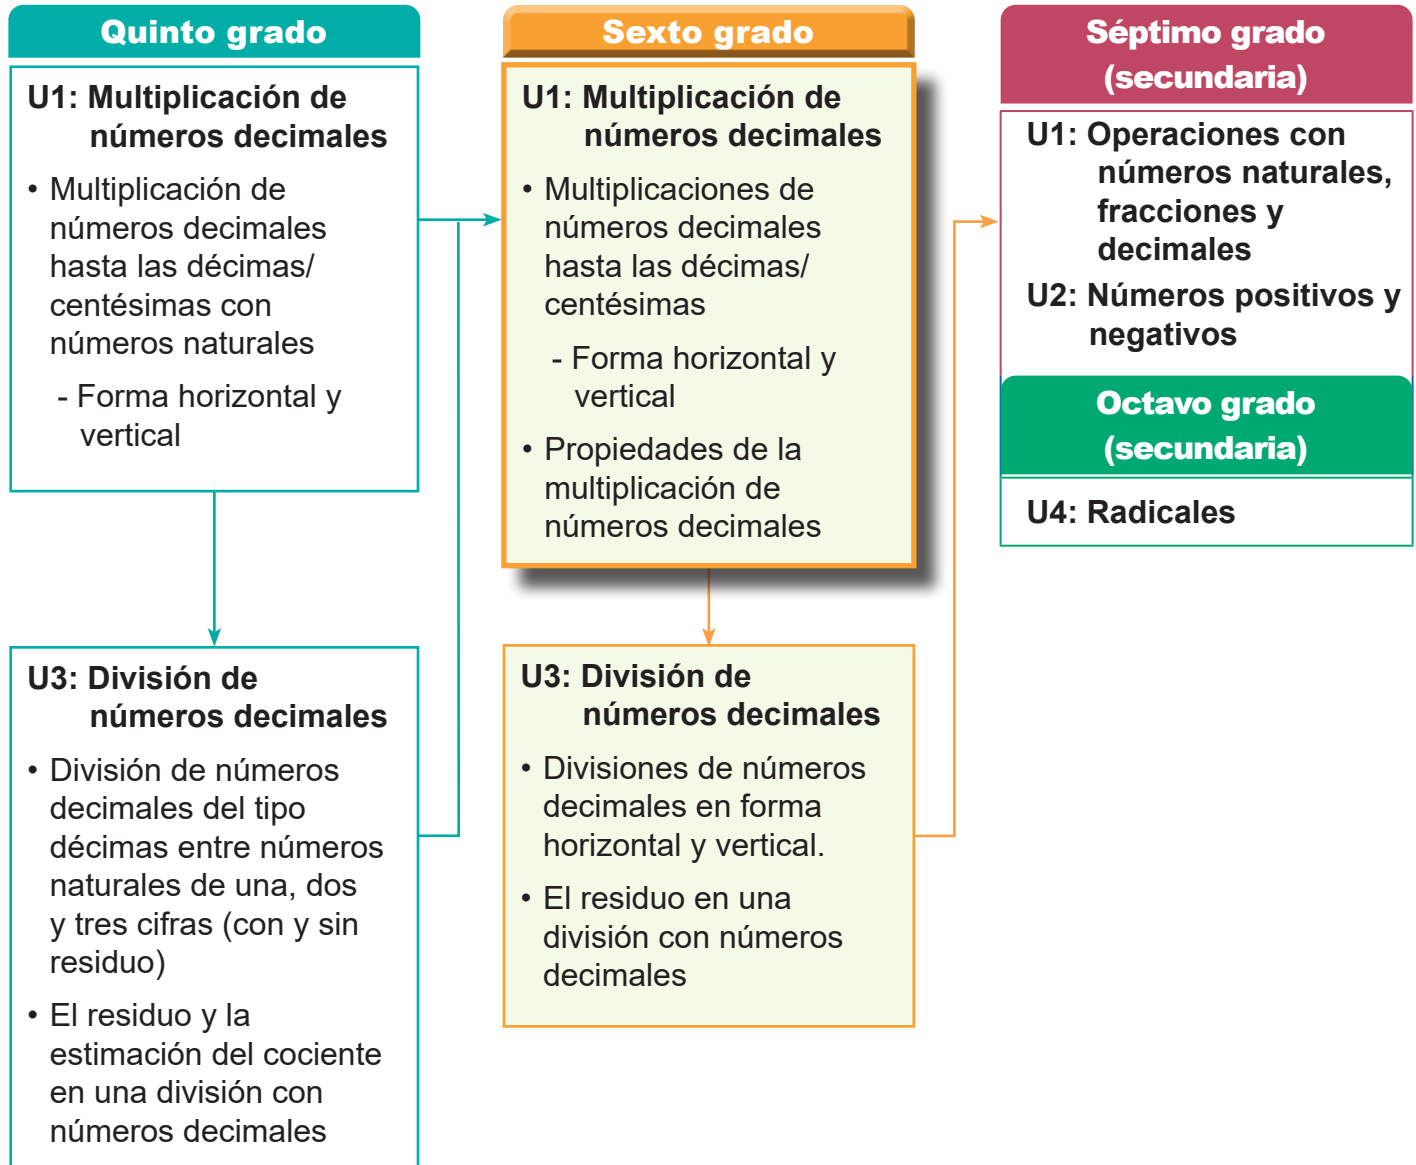 Quinto grado
U1: Multiplicación de
números decimales
• Multiplicación de
números decimales
hasta las décimas/
centésimas con
números naturales
- Forma horizontal y
vertical
U3: División de
números decimales
• División de números
decimales del tipo
décimas entre números
naturales de una, dos
y tres cifras (con y sin
residuo)
• El residuo y la
estimación del cociente
en una división con
números decimales
Sexto grado
U1: Multiplicación de
números decimales
• Multiplicaciones de
números decimales
hasta las décimas/
centésimas
- Forma horizontal y
vertical
• Propiedades de la
multiplicación de
números decimales
U3: División de
números decimales
• Divisiones de números
decimales en forma
horizontal y vertical.
• El residuo en una
división con números
decimales
Séptimo grado
(secundaria)
U1: Operaciones con
números naturales,
fracciones y
decimales
U2: Números positivos y
negativos
Octavo grado
(secundaria)
U4: Radicales